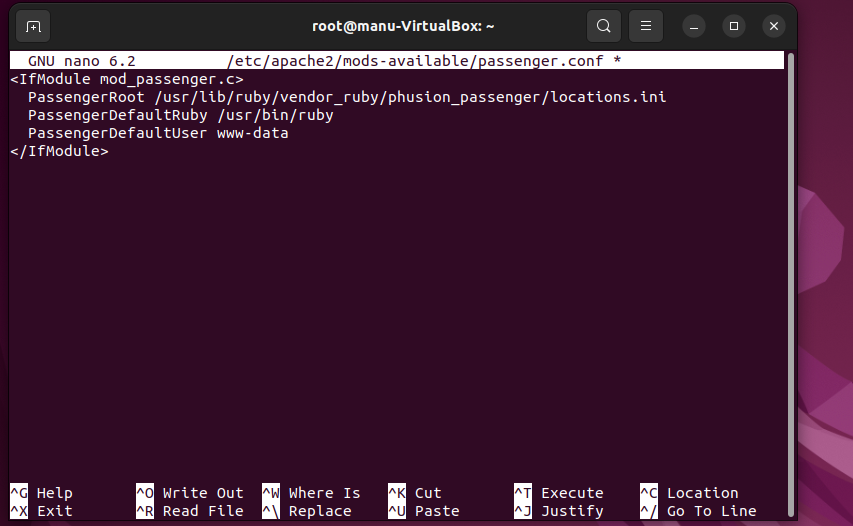 root@manu-VirtualBox: ~
GNU nano 6.2 /etc/apache2/mods-available/passenger.conf *
<IfModule mod_passenger.c>
  PassengerRoot /usr/lib/ruby/vendor_ruby/phusion_passenger/locations.ini
  PassengerDefaultRuby /usr/bin/ruby
  PassengerDefaultUser www-data
</IfModule>
^G Help ^O Write Out ^W Where Is ^K Cut ^T Execute ^C Location
^X Exit ^R Read File ^\ Replace ^U Paste ^J Justify ^/ Go To Line